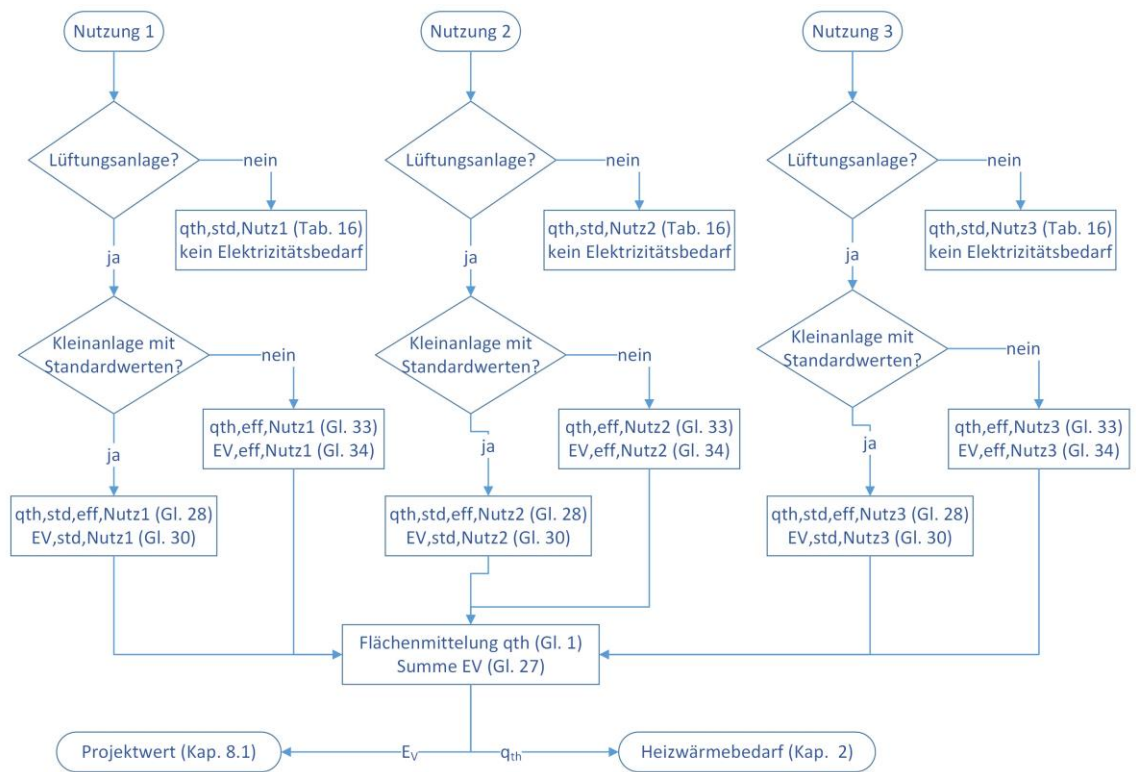 Nutzung 1
Nutzung 2
Nutzung 3
Lüftungsanlage?
nein
Lüftungsanlage?
nein
Lüftungsanlage?
nein
qth,std,Nutz1 (Tab. 16)
kein Elektrizitätsbedarf
qth,std,Nutz2 (Tab. 16)
kein Elektrizitätsbedarf
qth,std,Nutz3 (Tab. 16)
kein Elektrizitätsbedarf
ja
ja
ja
Kleinanlage mit
Standardwerten?
nein
Kleinanlage mit
Standardwerten?
nein
Kleinanlage mit
Standardwerten?
nein
qth,eff,Nutz1 (Gl. 33)
EV,eff,Nutz1 (Gl. 34)
qth,eff,Nutz2 (Gl. 33)
EV,eff,Nutz2 (Gl. 34)
qth,eff,Nutz3 (Gl. 33)
EV,eff,Nutz3 (Gl. 34)
ja
ja
ja
qth,std,eff,Nutz1 (Gl. 28)
EV,std,Nutz1 (Gl. 30)
qth,std,eff,Nutz2 (Gl. 28)
EV,std,Nutz2 (Gl. 30)
qth,std,eff,Nutz3 (Gl. 28)
EV,std,Nutz3 (Gl. 30)
Flächenmittelung qth (Gl. 1)
Summe EV (Gl. 27)
Projektwert (Kap. 8.1)
EV
qth
Heizwärmebedarf (Kap. 2)